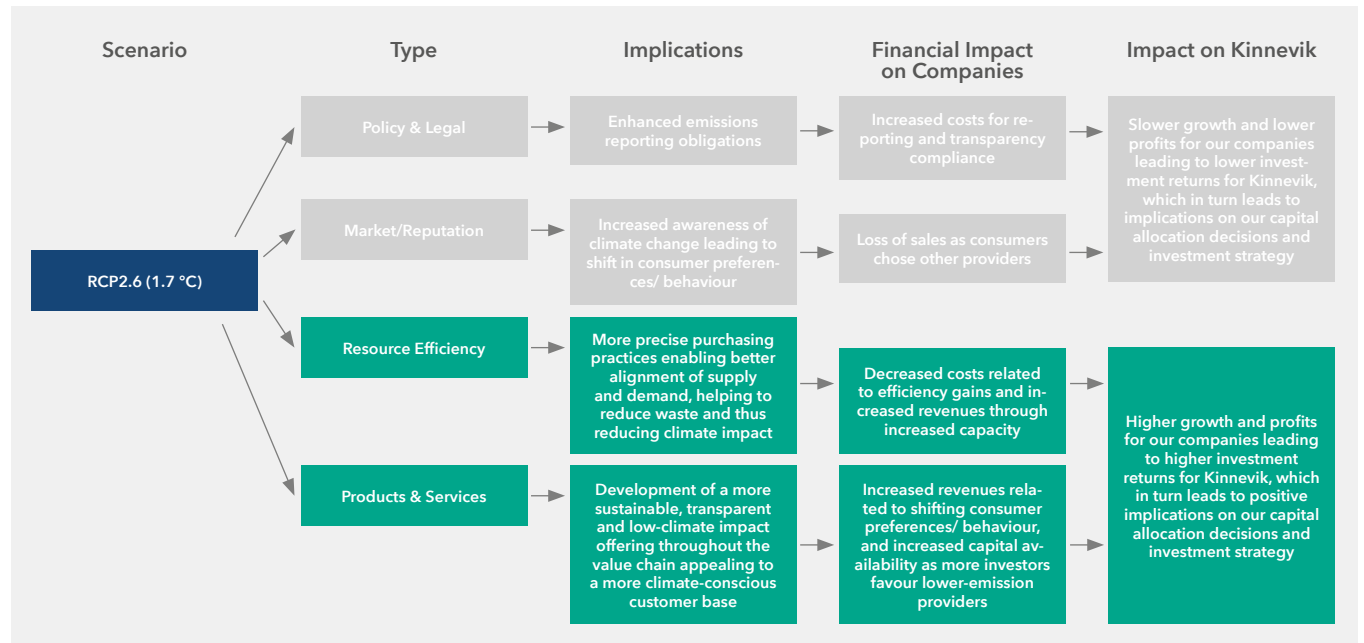 Scenario
Type
Implications
Financial Impact
on Companies
Impact on Kinnevik
RCP2.6 (1.7 °C)
Policy & Legal
Enhanced emissions
reporting obligations
Increased costs for re-
porting and transparency
compliance
Slower growth and lower
profits for our companies
leading to lower invest-
ment returns for Kinnevik,
which in turn leads to
implications on our capital
allocation decisions and
investment strategy
Market/Reputation
Increased awareness of
climate change leading to
shift in consumer preferen-
ces/ behaviour
Loss of sales as consumers
chose other providers
Resource Efficiency
More precise purchasing
practices enabling better
alignment of supply
and demand, helping to
reduce waste and thus
reducing climate impact
Decreased costs related
to efficiency gains and in-
creased revenues through
increased capacity
Higher growth and profits
for our companies leading
to higher investment
returns for Kinnevik, which
in turn leads to positive
implications on our capital
allocation decisions and
investment strategy
Products & Services
Development of a more
sustainable, transparent
and low-climate impact
offering throughout the
value chain appealing to
a more climate-conscious
customer base
Increased revenues rela-
ted to shifting consumer
preferences/ behaviour,
and increased capital av-
ailability as more investors
favour lower-emission
providers